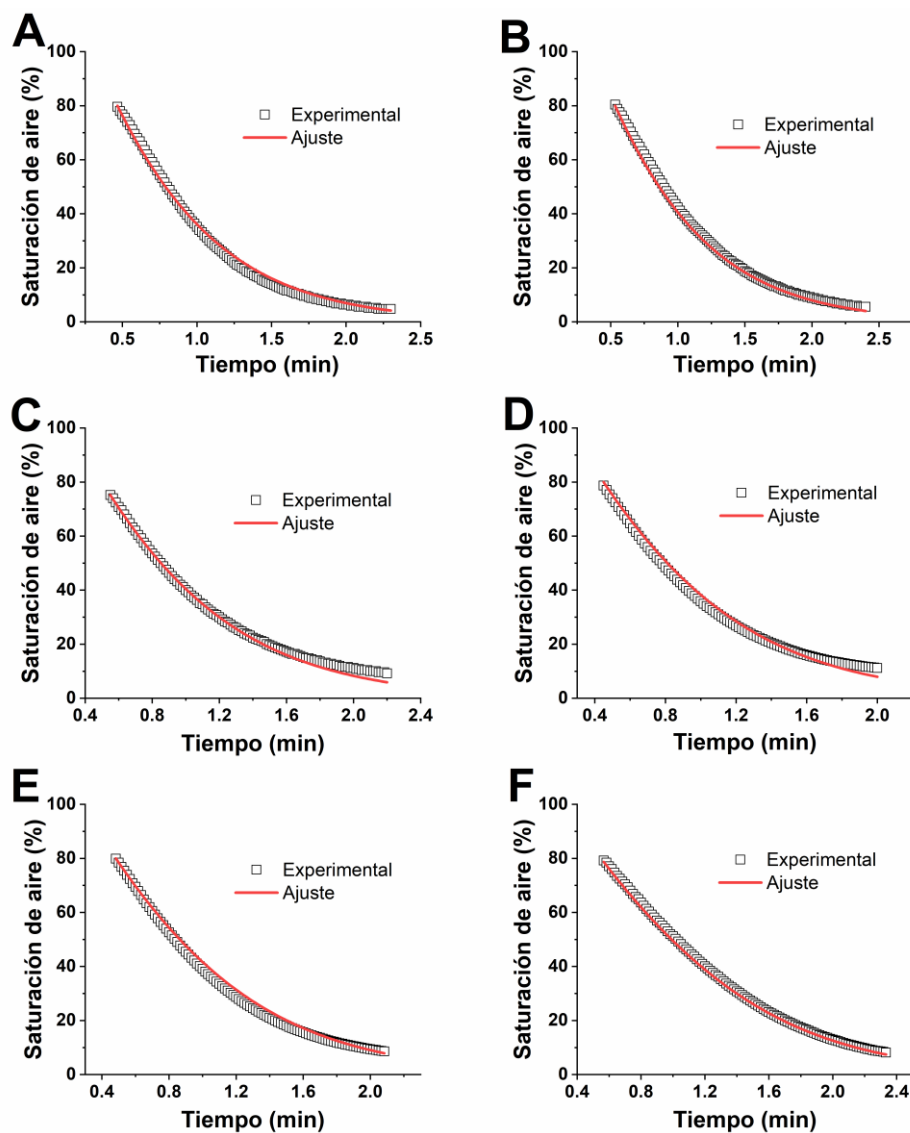 A
Saturación de aire (%)
100
80
60
40
20
0
Experimental
Ajuste
0.5 1.0 1.5 2.0 2.5
Tiempo (min)
B
Saturación de aire (%)
100
80
60
40
20
0
Experimental
Ajuste
0.5 1.0 1.5 2.0 2.5
Tiempo (min)
C
Saturación de aire (%)
100
80
60
40
20
0
Experimental
Ajuste
0.4 0.8 1.2 1.6 2.0 2.4
Tiempo (min)
D
Saturación de aire (%)
100
80
60
40
20
0
Experimental
Ajuste
0.4 0.8 1.2 1.6 2.0
Tiempo (min)
E
Saturación de aire (%)
100
80
60
40
20
0
Experimental
Ajuste
0.4 0.8 1.2 1.6 2.0
Tiempo (min)
F
Saturación de aire (%)
100
80
60
40
20
0
Experimental
Ajuste
0.4 0.8 1.2 1.6 2.0 2.4
Tiempo (min)